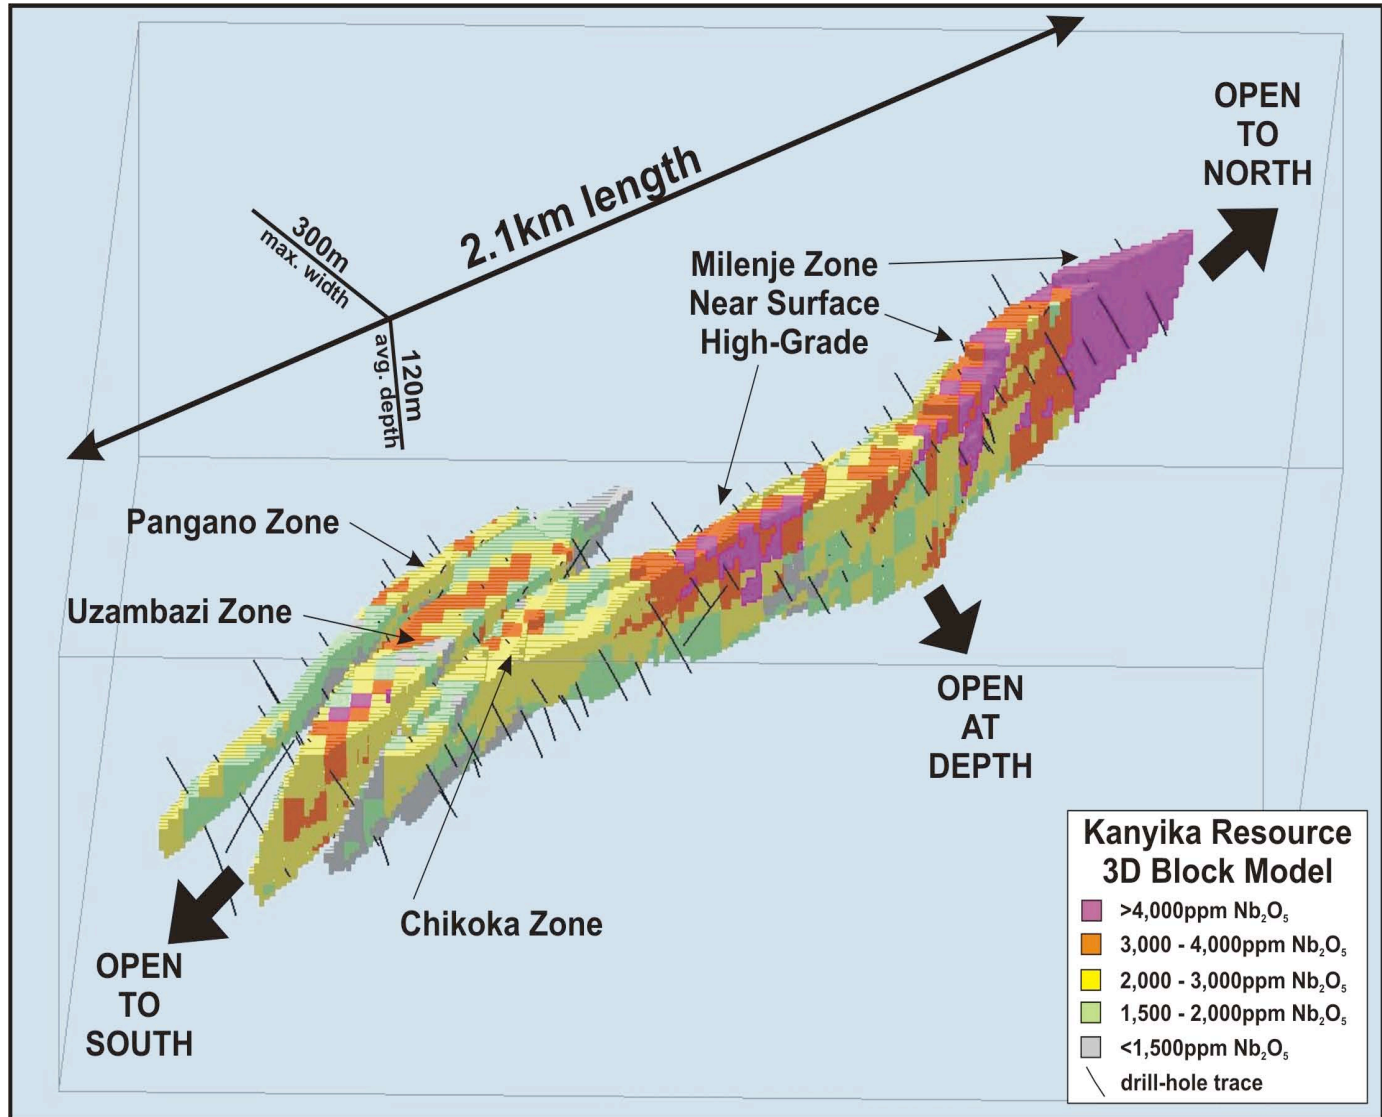 OPEN
TO
NORTH
2.1km length
300m
max. width
120m
avg. depth
Milenje Zone
Near Surface
High-Grade
Pangano Zone
Uzambazi Zone
Chikoka Zone
OPEN
AT
DEPTH
OPEN
TO
SOUTH
Kanyika Resource
3D Block Model
>4,000ppm Nb₂O₅
3,000 - 4,000ppm Nb₂O₅
2,000 - 3,000ppm Nb₂O₅
1,500 - 2,000ppm Nb₂O₅
<1,500ppm Nb₂O₅
drill-hole trace